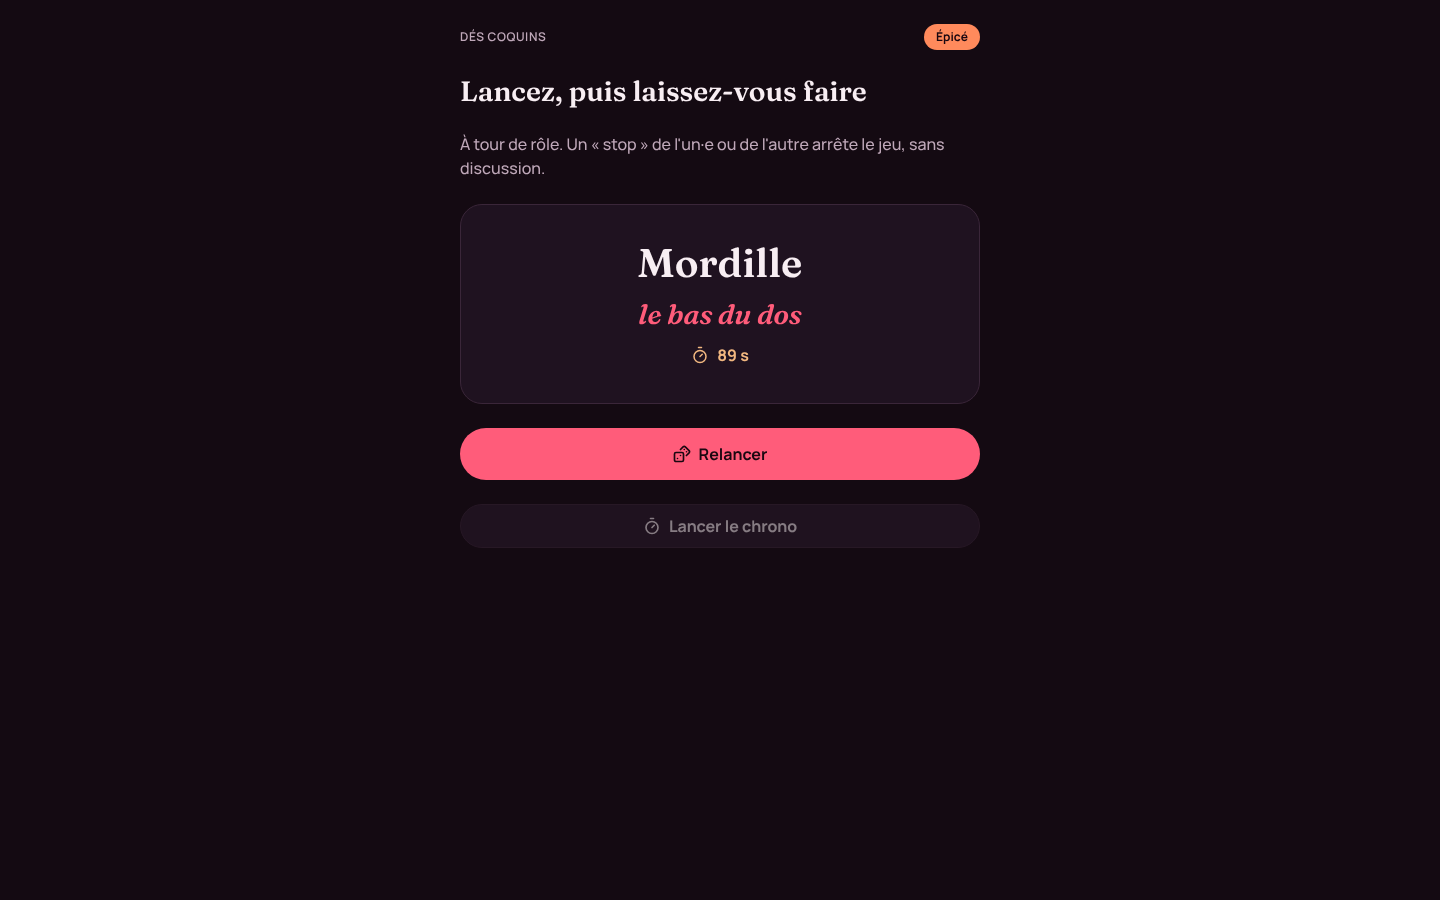 DÉS COQUINS
Épicé
Lancez, puis laissez-vous faire
À tour de rôle. Un « stop » de l'un·e ou de l'autre arrête le jeu, sans
discussion.
Mordille
le bas du dos
89 s
Relancer
Lancer le chrono